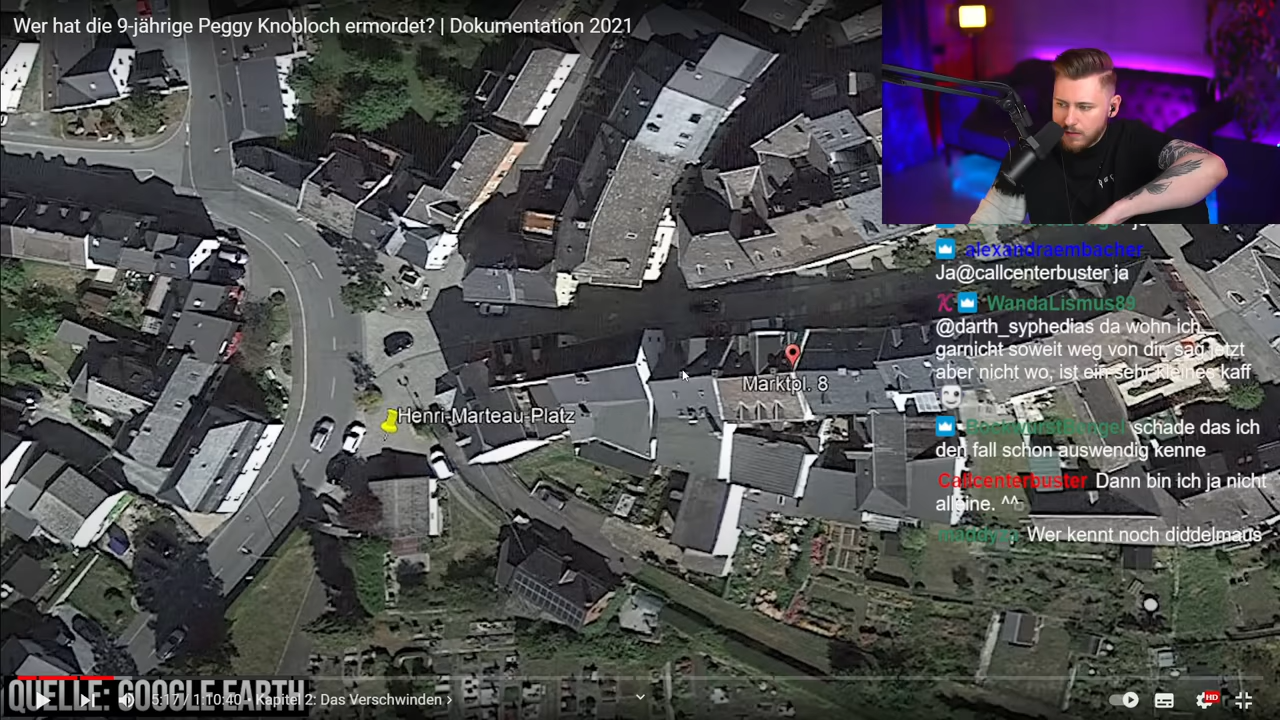 Wer hat die 9-jährige Peggy Knobloch ermordet? | Dokumentation 2021
alexandraembacher
Ja@callcenterbuster ja
WandaLismus89
@darth_syphedias da wohn ich
garnicht soweit weg von dir, sag jetzt
aber nicht wo, ist ein sehr kleines kaff
schade das ich
den fall schon auswendig kenne
Callcenterbuster Dann bin ich ja nicht
alleine. ^^
Wer kennt noch diddelmaus
Marktpl. 8
Henri-Marteau-Platz
QUELLE: GOOGLE EARTH
5:17 / 1:10:40 • Kapitel 2: Das Verschwinden
HD